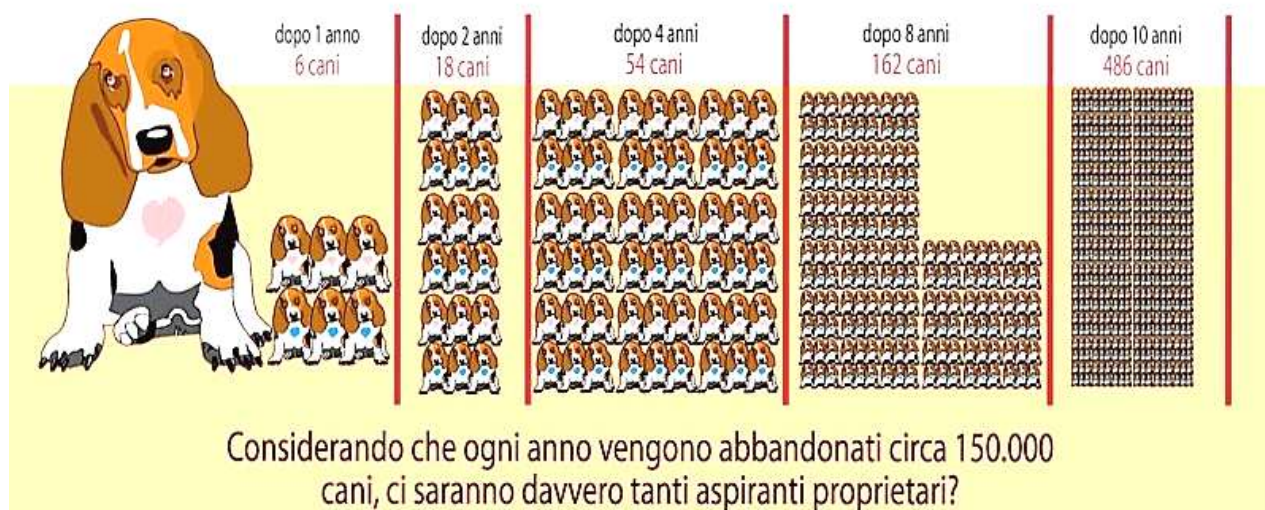 dopo 1 anno
6 cani
dopo 2 anni
18 cani
dopo 4 anni
54 cani
dopo 8 anni
162 cani
dopo 10 anni
486 cani
Considerando che ogni anno vengono abbandonati circa 150.000
cani, ci saranno davvero tanti aspiranti proprietari?